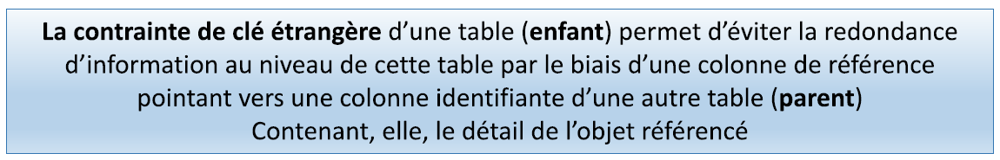 La contrainte de clé étrangère d’une table (enfant) permet d’éviter la redondance
d’information au niveau de cette table par le biais d’une colonne de référence
pointant vers une colonne identifiante d’une autre table (parent)
Contenant, elle, le détail de l’objet référencé